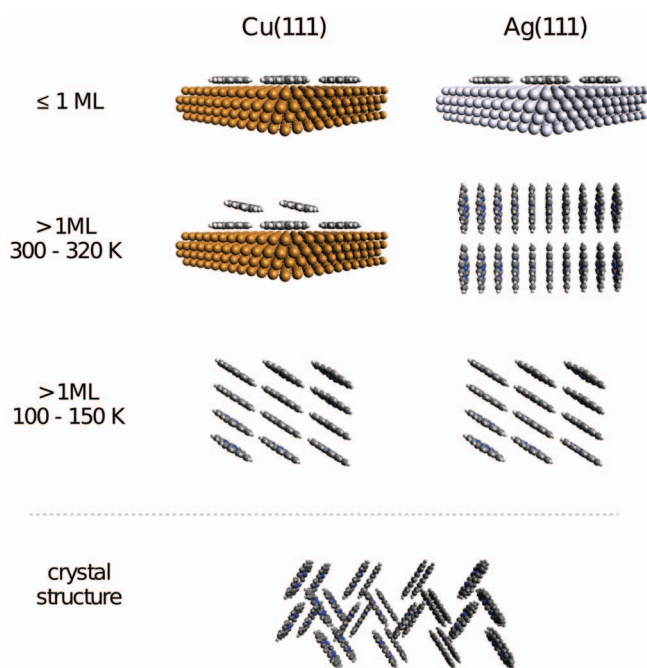 Cu(111)
Ag(111)
≤ 1 ML
>1ML
300 - 320 K
>1ML
100 - 150 K
crystal
structure